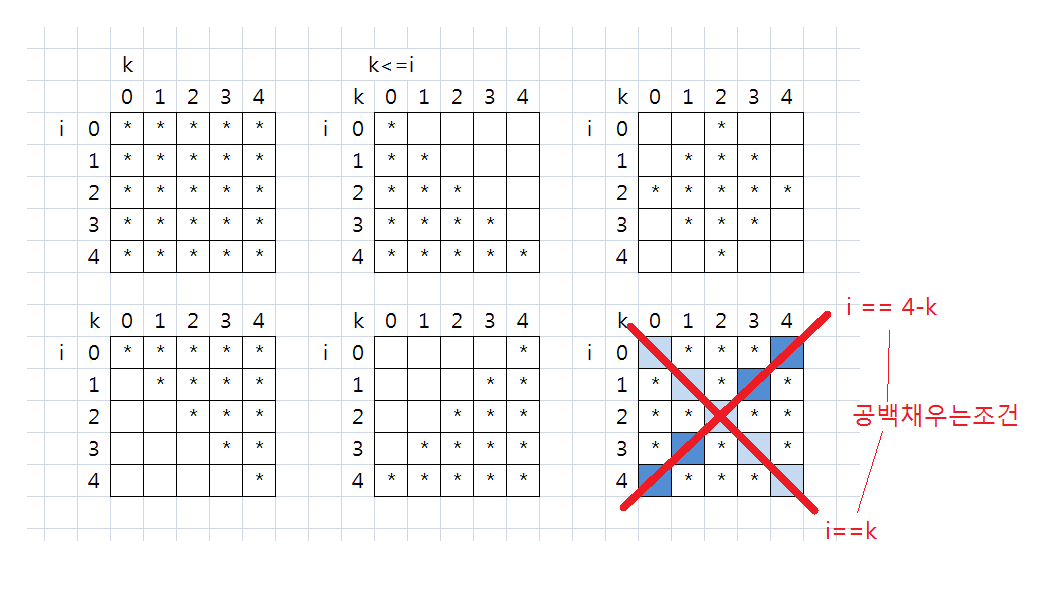 k k<=i
0 1 2 3 4 k 0 1 2 3 4 k 0 1 2 3 4
i 0 * * * * * i 0 * i 0 *
1 * * * * * 1 * * 1 * * *
2 * * * * * 2 * * * 2 * * * * *
3 * * * * * 3 * * * * 3 * * *
4 * * * * * 4 * * * * * 4 *
i == 4-k
k 0 1 2 3 4 k 0 1 2 3 4 k 0 1 2 3 4
i 0 * * * * * i 0 * i 0 * * *
1 * * * * 1 * * 1 * * *
2 * * * 2 * * * 2 * * * *
3 * * 3 * * * * 3 * * *
4 * 4 * * * * * 4 * * *
공백채우는조건
i==k